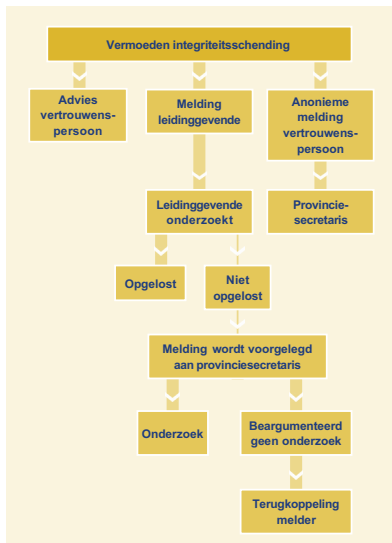 Vermoeden integriteitsschending
Advies
vertrouwens-
persoon
Melding
leidinggevende
Anonieme
melding
vertrouwens-
persoon
Leidinggevende
onderzoekt
Provincie-
secretaris
Opgelost
Niet
opgelost
Melding wordt voorgelegd
aan provinciesecretaris
Onderzoek
Beargumenteerd
geen onderzoek
Terugkoppeling
melder